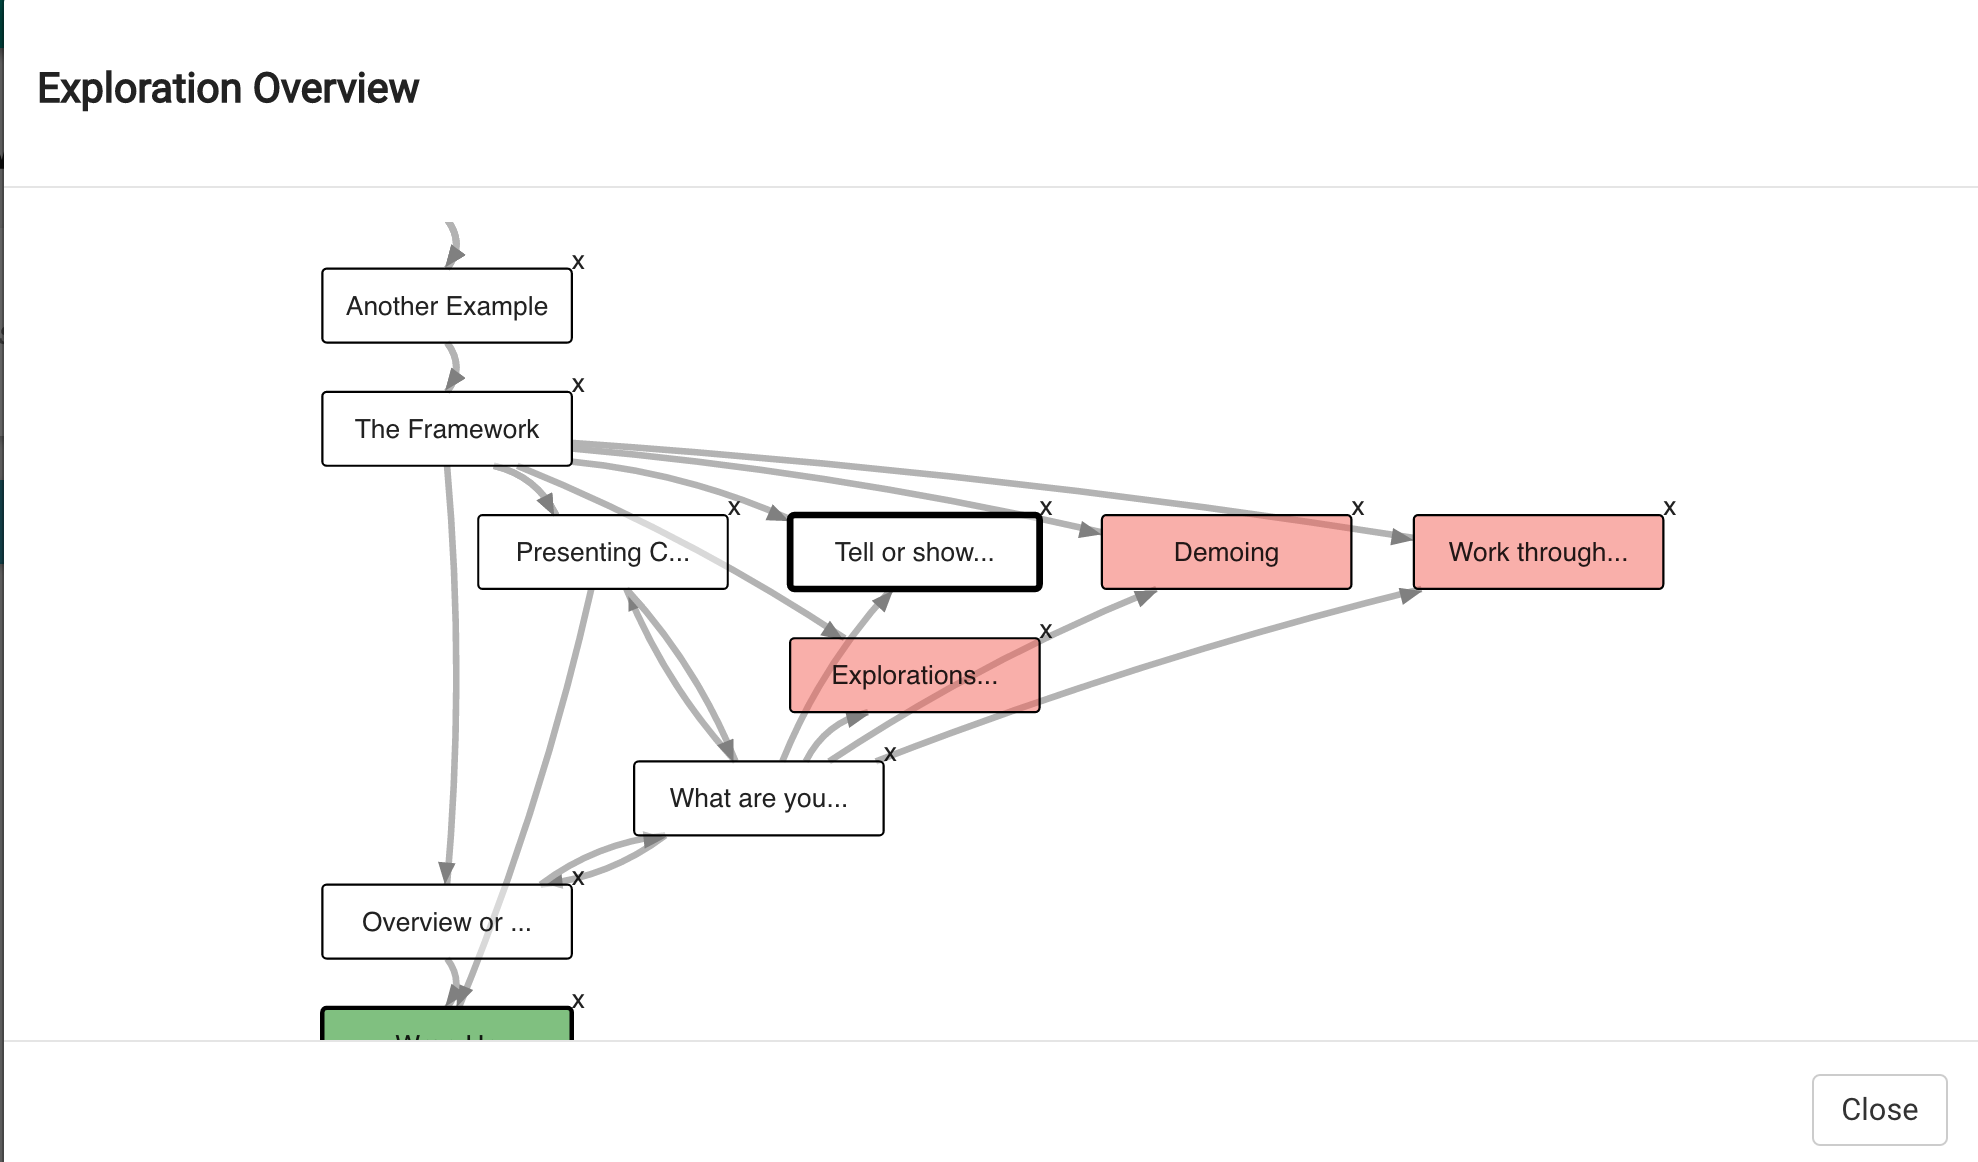 Exploration Overview
x
Another Example
x
The Framework
x
x
x
x
Presenting C...
Tell or show...
Demoing
Work through...
x
Explorations...
x
What are you...
x
Overview or ...
x
Close